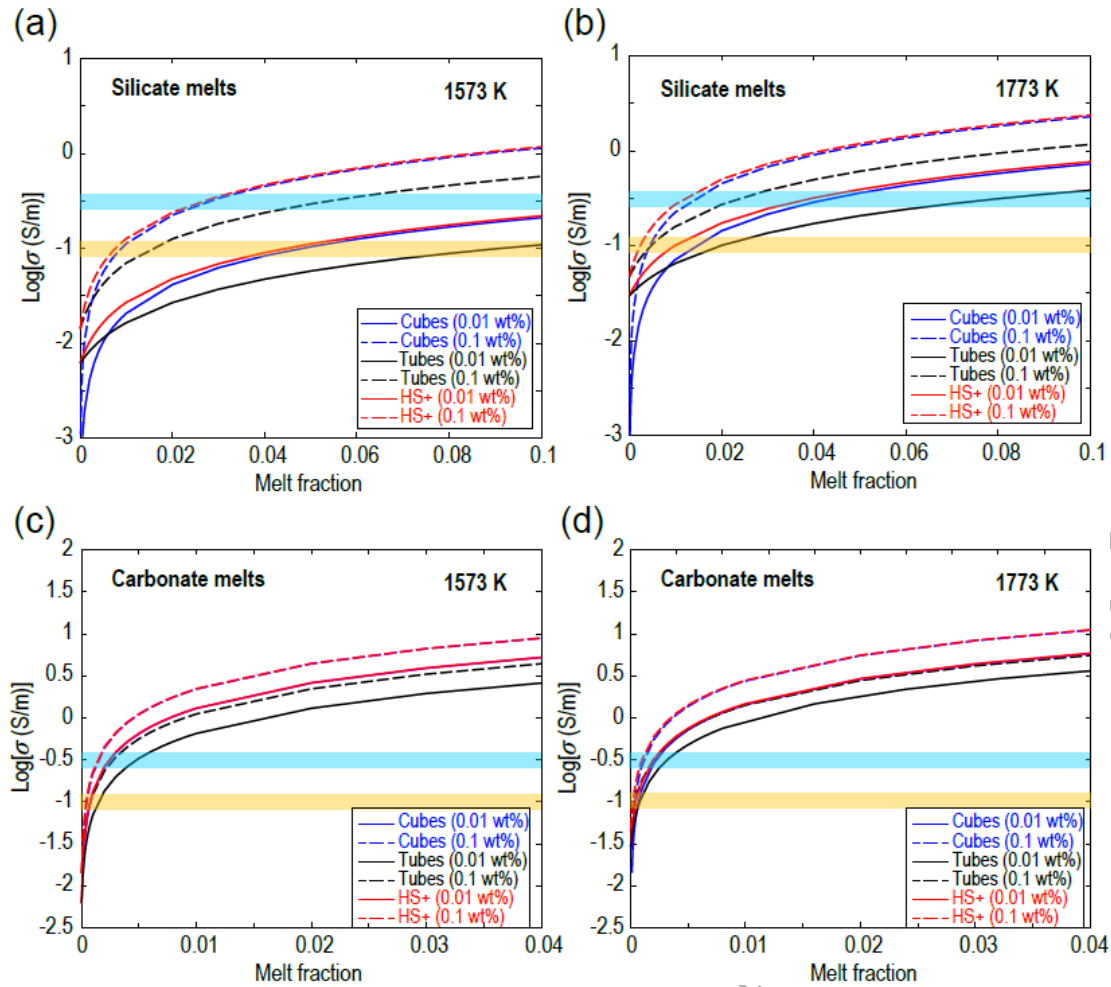 (a)
Silicate melts 1573 K
1
0
-1
-2
-3
Log[σ (S/m)]
Cubes (0.01 wt%)
Cubes (0.1 wt%)
Tubes (0.01 wt%)
Tubes (0.1 wt%)
HS+ (0.01 wt%)
HS+ (0.1 wt%)
0 0.02 0.04 0.06 0.08 0.1
Melt fraction
(b)
Silicate melts 1773 K
1
0
-1
-2
-3
Log[σ (S/m)]
Cubes (0.01 wt%)
Cubes (0.1 wt%)
Tubes (0.01 wt%)
Tubes (0.1 wt%)
HS+ (0.01 wt%)
HS+ (0.1 wt%)
0 0.02 0.04 0.06 0.08 0.1
Melt fraction
(c)
Carbonate melts 1573 K
2
1.5
1
0.5
0
-0.5
-1
-1.5
-2
-2.5
Log[σ (S/m)]
Cubes (0.01 wt%)
Cubes (0.1 wt%)
Tubes (0.01 wt%)
Tubes (0.1 wt%)
HS+ (0.01 wt%)
HS+ (0.1 wt%)
0 0.01 0.02 0.03 0.04
Melt fraction
(d)
Carbonate melts 1773 K
2
1.5
1
0.5
0
-0.5
-1
-1.5
-2
-2.5
Log[σ (S/m)]
Cubes (0.01 wt%)
Cubes (0.1 wt%)
Tubes (0.01 wt%)
Tubes (0.1 wt%)
HS+ (0.01 wt%)
HS+ (0.1 wt%)
0 0.01 0.02 0.03 0.04
Melt fraction